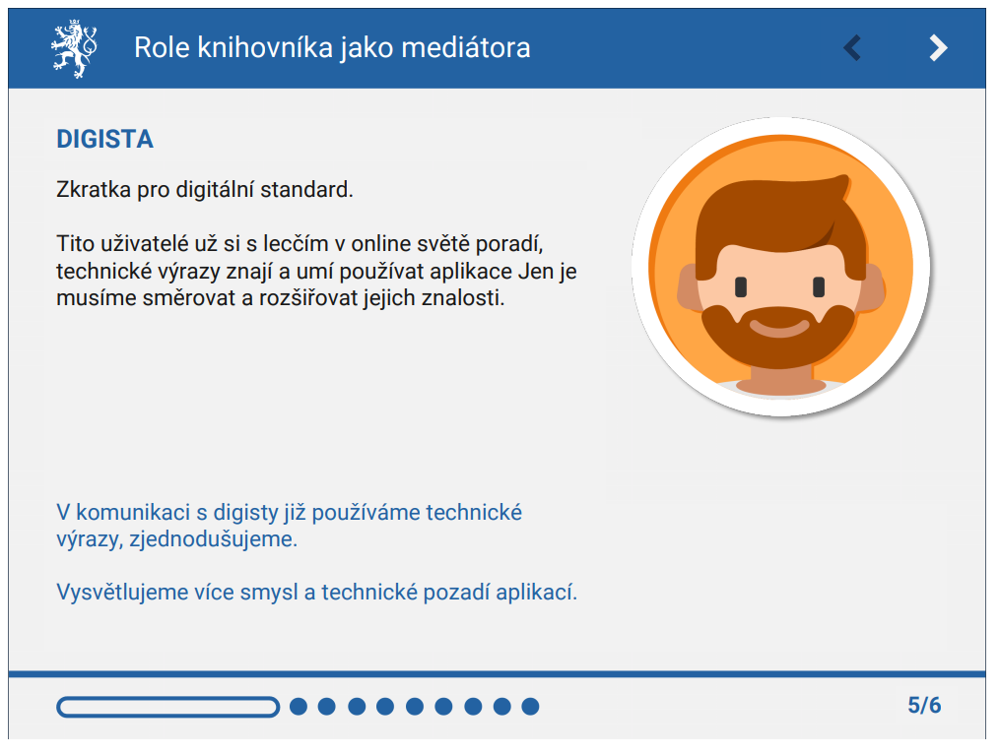 Role knihovníka jako mediátora
DIGISTA
Zkratka pro digitální standard.
Tito uživatelé už si s lecčím v online světě poradí,
technické výrazy znají a umí používat aplikace Jen je
musíme směrovat a rozšiřovat jejich znalosti.
V komunikaci s digisty již používáme technické
výrazy, zjednodušujeme.
Vysvětlujeme více smysl a technické pozadí aplikací.
5/6